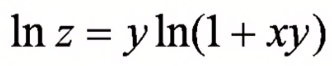 ln z = y ln(1 + xy)